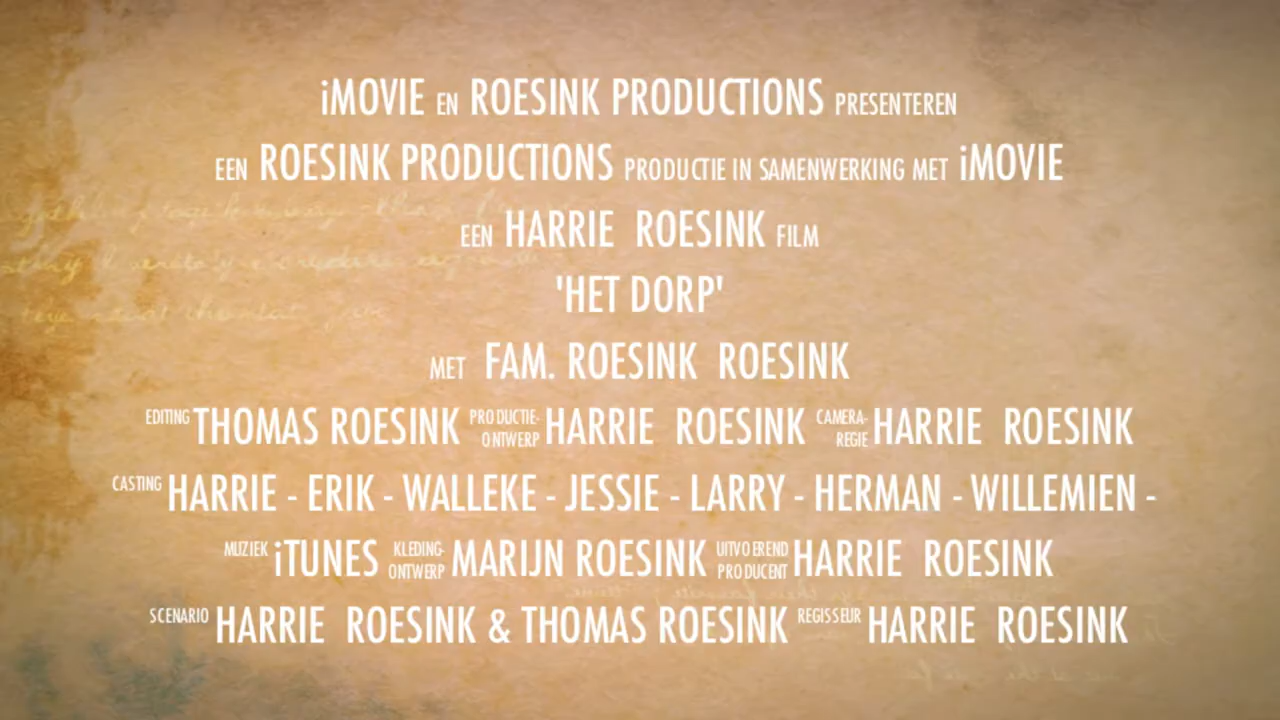 iMOVIE EN ROESINK PRODUCTIONS PRESENTEREN
EEN ROESINK PRODUCTIONS PRODUCTIE IN SAMENWERKING MET iMOVIE
EEN HARRIE ROESINK FILM
'HET DORP'
MET FAM. ROESINK ROESINK
EDITING THOMAS ROESINK PRODUCTIE-ONTWERP HARRIE ROESINK CAMERA-REGIE HARRIE ROESINK
CASTING HARRIE - ERIK - WALLEKE - JESSIE - LARRY - HERMAN - WILLEMIEN -
MUZIEK iTUNES KLEDING-ONTWERP MARIJN ROESINK UITVOEREND PRODUCENT HARRIE ROESINK
SCENARIO HARRIE ROESINK & THOMAS ROESINK REGISSEUR HARRIE ROESINK